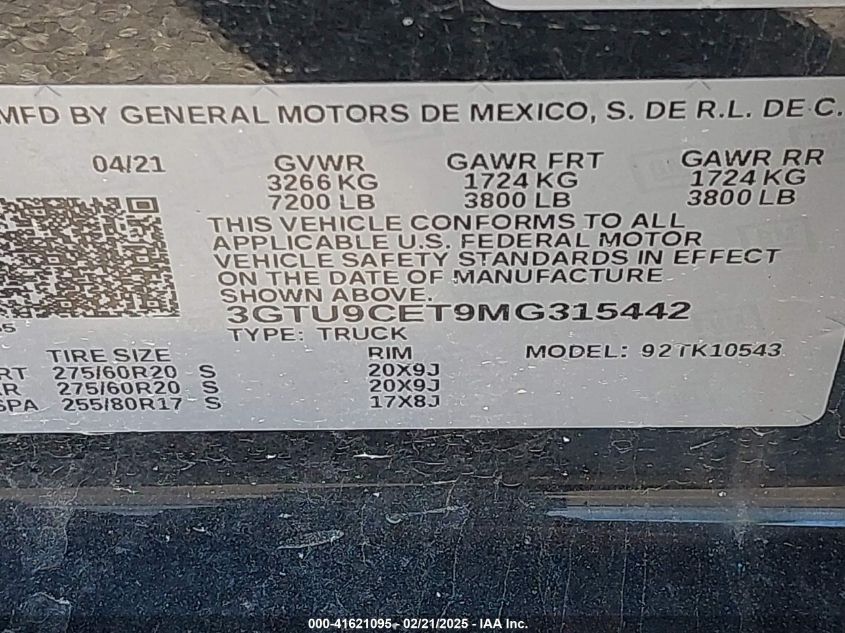 MFD BY GENERAL MOTORS DE MEXICO, S. DE R.L. DE C.
04/21
GVWR GAWR FRT GAWR RR
3266 KG 1724 KG 1724 KG
7200 LB 3800 LB 3800 LB
THIS VEHICLE CONFORMS TO ALL
APPLICABLE U.S. FEDERAL MOTOR
VEHICLE SAFETY STANDARDS IN EFFECT
ON THE DATE OF MANUFACTURE
SHOWN ABOVE.
3GTU9CET9MG315442
TYPE: TRUCK
TIRE SIZE RIM MODEL: 92TK10543
RT 275/60R20 S 20X9J
R 275/60R20 S 20X9J
SPA 255/80R17 S 17X8J
000-41621095 - 02/21/2025 - IAA Inc.